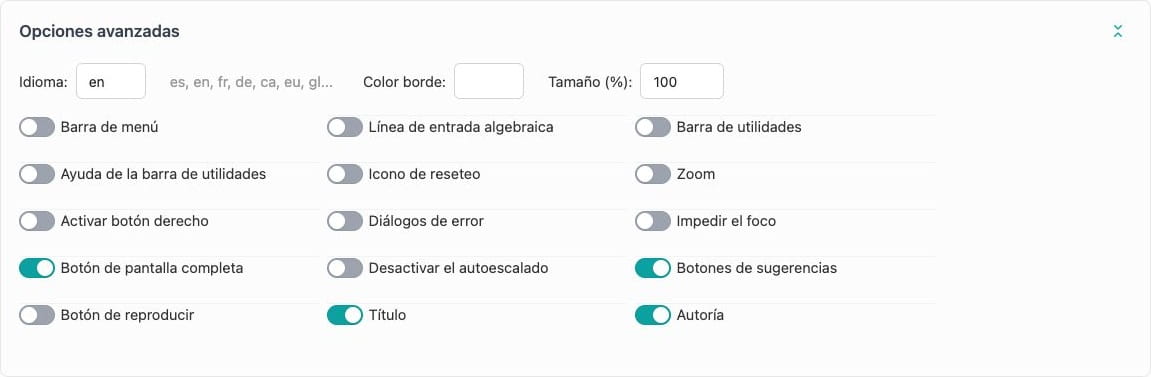 Opciones avanzadas
Idioma: en es, en, fr, de, ca, eu, gl... Color borde: Tamaño (%): 100
Barra de menú Línea de entrada algebraica Barra de utilidades
Ayuda de la barra de utilidades Icono de reseteo Zoom
Activar botón derecho Diálogos de error Impedir el foco
Botón de pantalla completa Desactivar el autoescalado Botones de sugerencias
Botón de reproducir Título Autoría